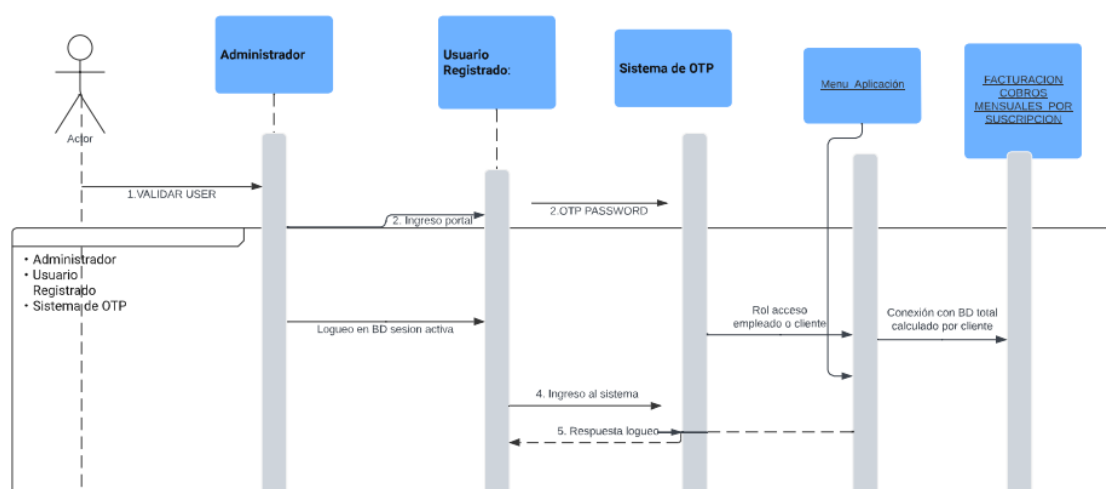 Administrador
Usuario
Registrado:
Sistema de OTP
Menu Aplicación
FACTURACION
COBROS
MENSUALES POR
SUSCRIPCION
Actor
1.VALIDAR USER
2. Ingreso portal
2.OTP PASSWORD
• Administrador
• Usuario
Registrado
• Sistema de OTP
Logueo en BD sesion activa
Rol acceso
empleado o cliente
Conexión con BD total
calculado por cliente
4. Ingreso al sistema
5. Respuesta logueo